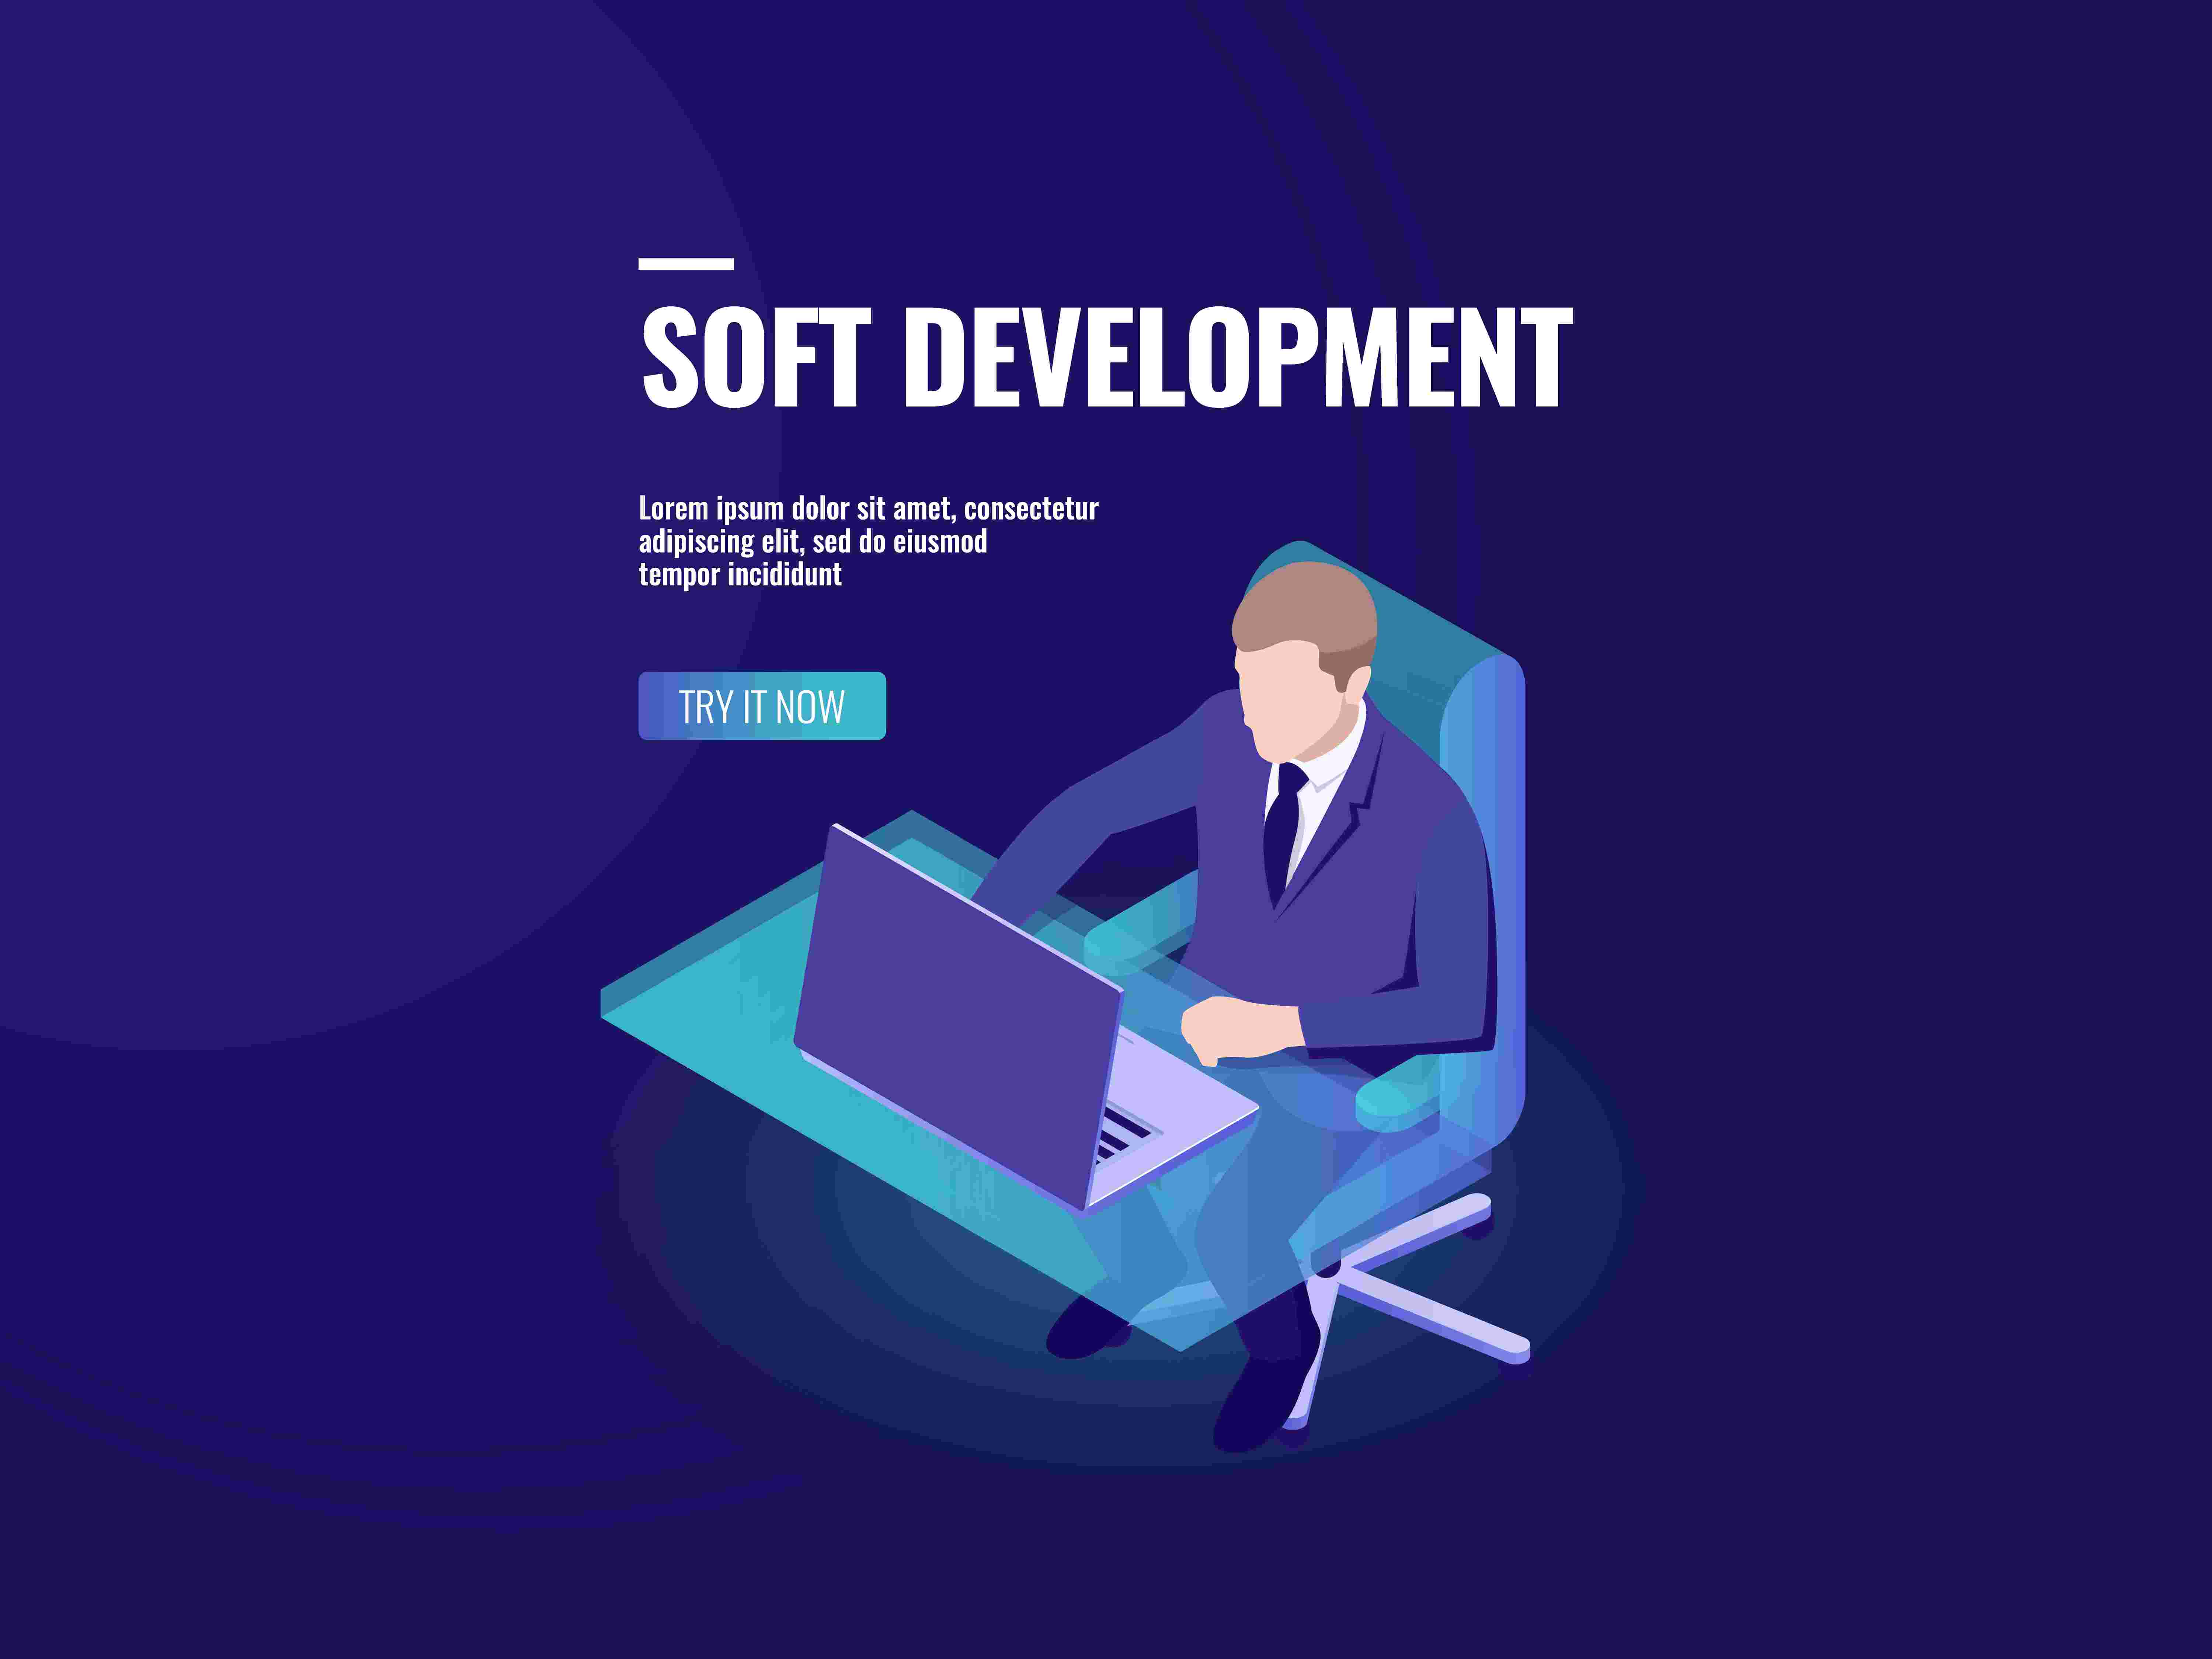 SOFT DEVELOPMENT
Lorem ipsum dolor sit amet, consectetur
adipiscing elit, sed do eiusmod
tempor incididunt
TRY IT NOW